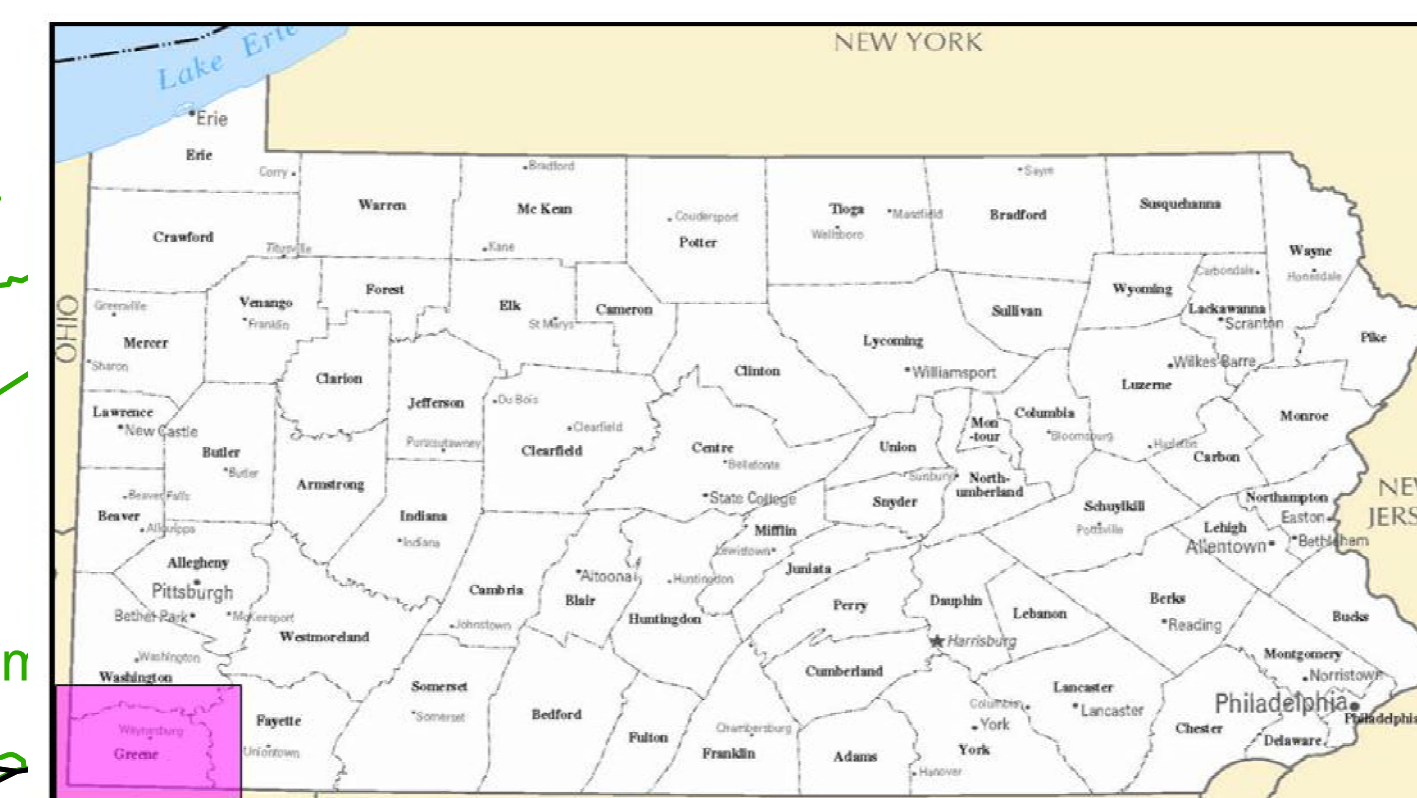 NEW YORK
Lake Erie
Erie
Erie
Corry
Bradford
Sayre
Warren
Mc Kean
Coudersport
Potter
Tioga
Mansfield
Wellsboro
Bradford
Susquehanna
Crawford
Titusville
Kane
Wayne
Honesdale
Carbondale
OHIO
Greenville
Venango
Franklin
Forest
Elk
St Marys
Cameron
Sullivan
Wyoming
Lackawanna
Scranton
Mercer
Sharon
Lycoming
Williamsport
Pike
Clarion
Clinton
Wilkes-Barre
Luzerne
Lawrence
New Castle
Jefferson
Du Bois
Punxsutawney
Clearfield
Clearfield
Columbia
Bloomsburg
Mon
-tour
Monroe
Butler
Butler
Centre
Bellefonte
Union
Hazleton
Carbon
Armstrong
State College
Sunbury
North-
umberland
Snyder
Beaver Falls
Beaver
Aliquippa
Indiana
Indiana
Mifflin
Lewistown
Schuylkill
Pottsville
Northampton
Easton
Lehigh
Allentown
Bethlehem
NEW
JERS
Allegheny
Pittsburgh
Bethel Park
McKeesport
Cambria
Altoona
Blair
Huntingdon
Huntingdon
Juniata
Perry
Dauphin
Lebanon
Berks
Reading
Bucks
Westmoreland
Johnstown
Harrisburg
Washington
Washington
m
Somerset
Somerset
Cumberland
Montgomery
Norristown
Lancaster
Lancaster
Columbia
Philadelphia
Philadelphia
Waynesburg
Greene
Fayette
Uniontown
Bedford
Fulton
Chambersburg
Franklin
Adams
York
York
Hanover
Chester
Delaware